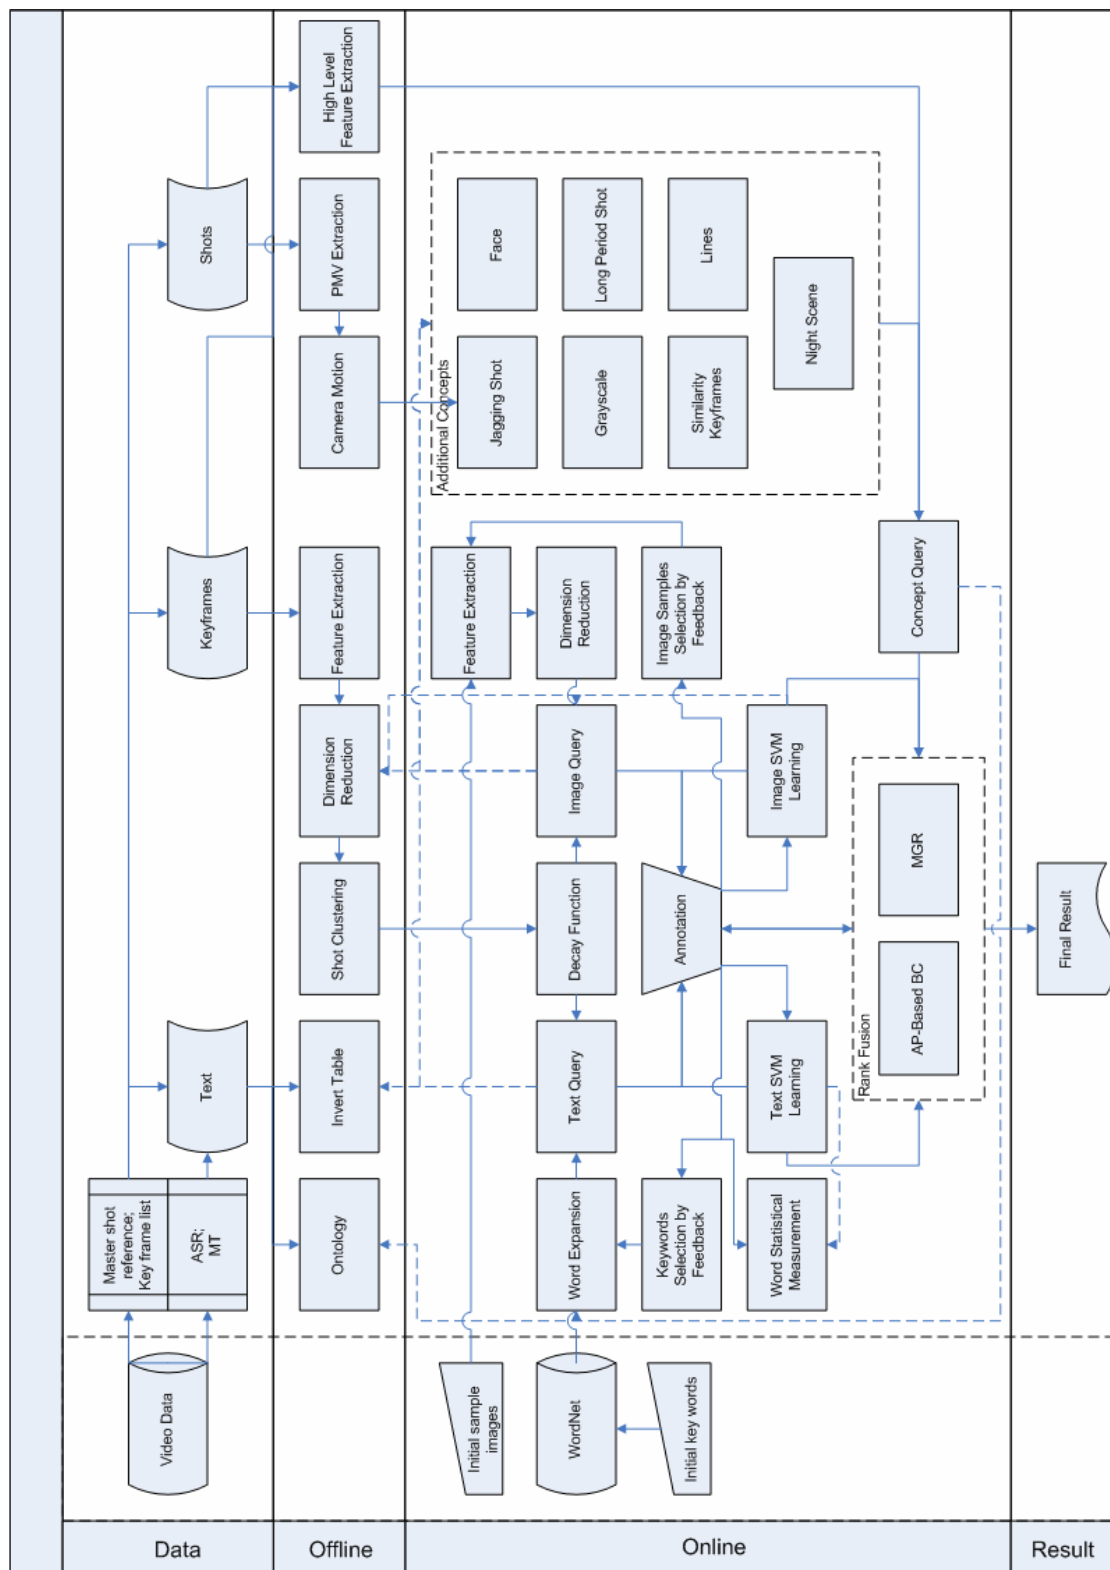 High Level
Feature Extraction
Shots
PMV Extraction
Face
Long Period Shot
Lines
Night Scene
Camera Motion
Additional Concepts
Jagging Shot
Grayscale
Similarity
Keyframes
Keyframes
Feature Extraction
Feature Extraction
Dimension
Reduction
Image Samples
Selection by
Feedback
Concept Query
Dimension
Reduction
Image Query
Image SVM
Learning
MGR
Shot Clustering
Decay Function
Annotation
Final Result
AP-Based BC
Rank Fusion
Text
Invert Table
Text Query
Text SVM
Learning
Master shot
reference;
Key frame list
ASR;
MT
Ontology
Word Expansion
Keywords
Selection by
Feedback
Word Statistical
Measurement
Video Data
Initial sample
images
WordNet
Initial key words
Data
Offline
Online
Result